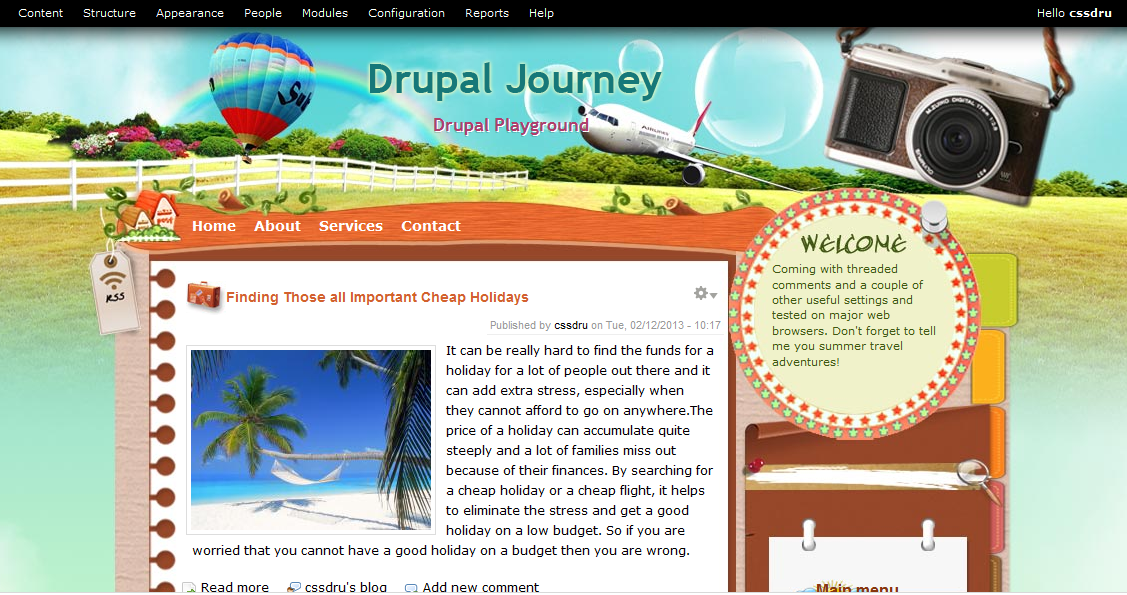 Content Structure Appearance People Modules Configuration Reports Help Hello cssdru
Drupal Journey
Drupal Playground
AIRLINES
M.ZUIKO DIGITAL 17mm 1:2.8
OLYMPUS
Home About Services Contact
RSS
WELCOME
Coming with threaded
comments and a couple of
other useful settings and
tested on major web
browsers. Don't forget to tell
me you summer travel
adventures!
Finding Those all Important Cheap Holidays
Published by cssdru on Tue, 02/12/2013 - 10:17
It can be really hard to find the funds for a
holiday for a lot of people out there and it
can add extra stress, especially when
they cannot afford to go on anywhere.The
price of a holiday can accumulate quite
steeply and a lot of families miss out
because of their finances. By searching for
a cheap holiday or a cheap flight, it helps
to eliminate the stress and get a good
holiday on a low budget. So if you are
worried that you cannot have a good holiday on a budget then you are wrong.
Read more cssdru's blog Add new comment
Main menu